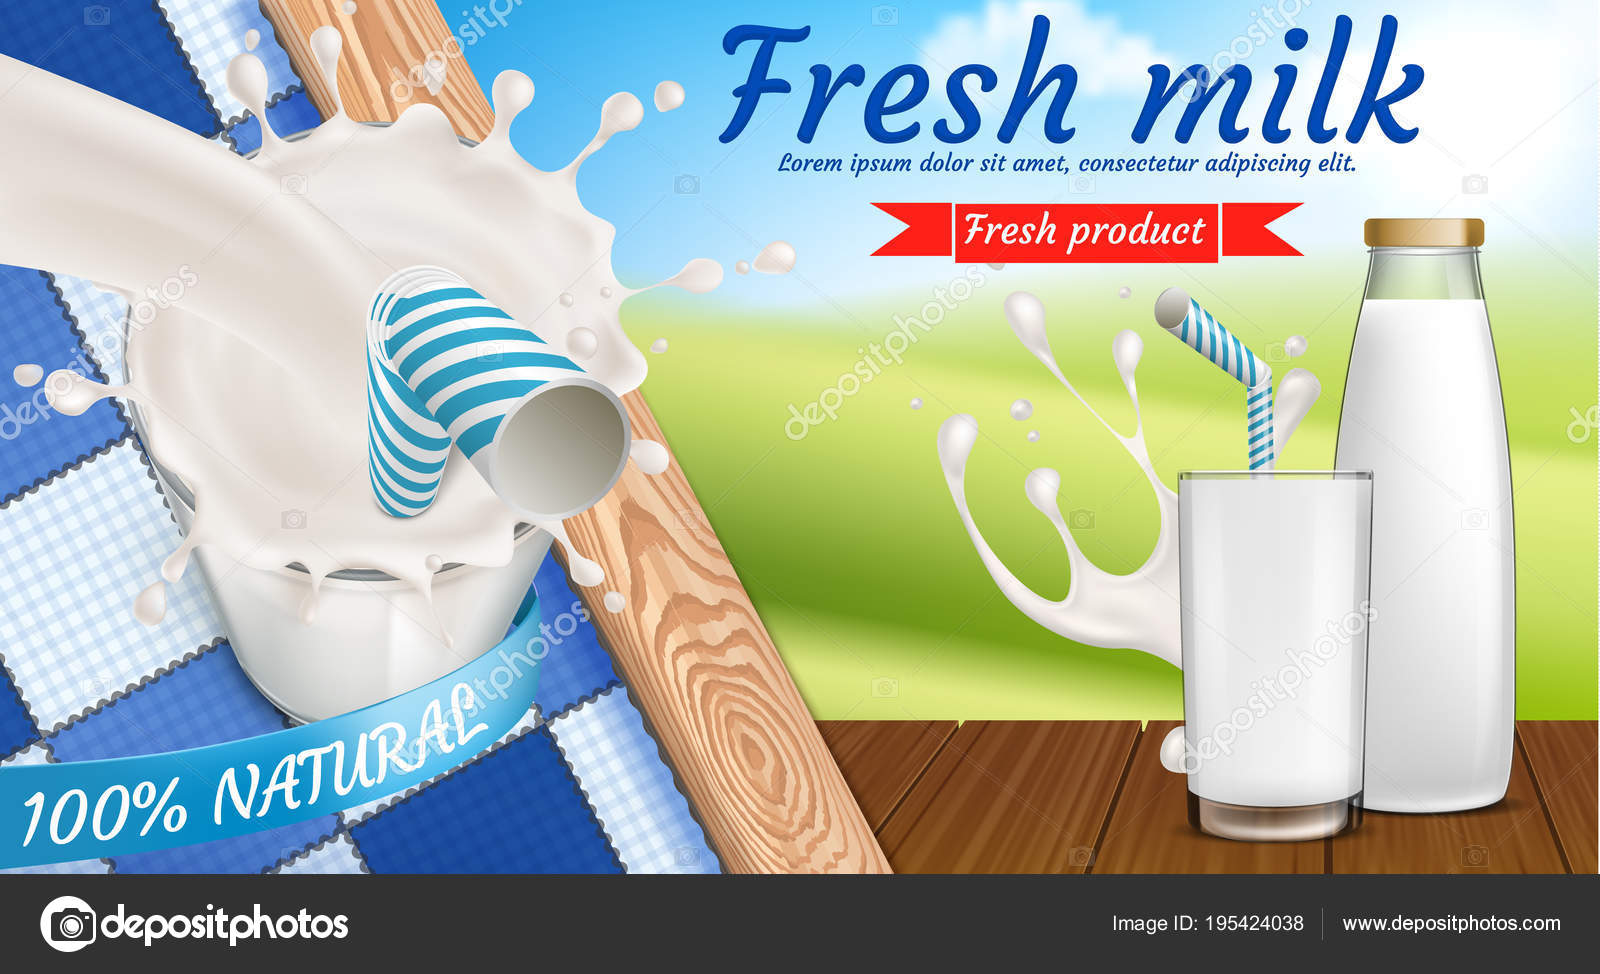 Fresh milk
Lorem ipsum dolor sit amet, consectetur adipiscing elit.
Fresh product
100% NATURAL
depositphotos
Image ID: 195424038
www.depositphotos.com